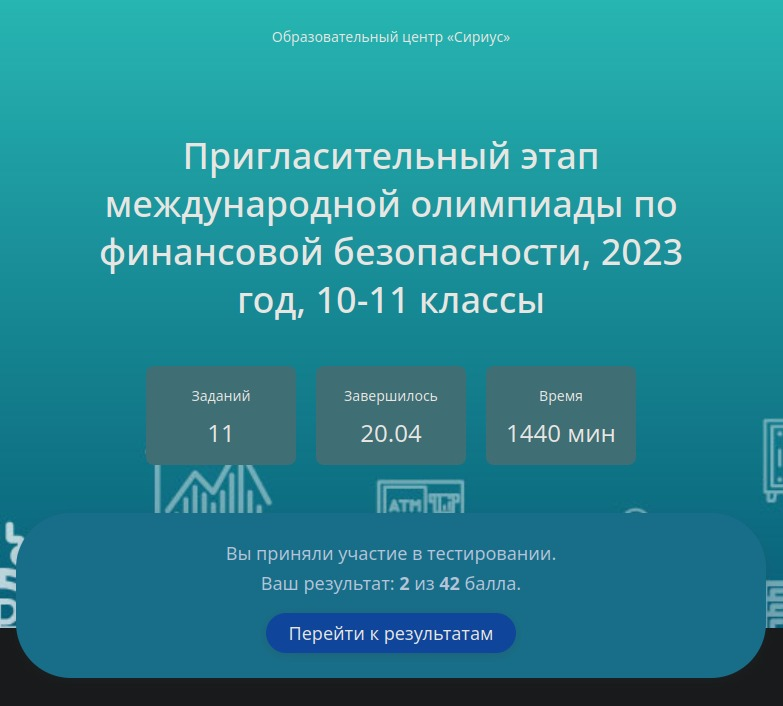 Образовательный центр «Сириус»
Пригласительный этап
международной олимпиады по
финансовой безопасности, 2023
год, 10-11 классы
Заданий
11
Завершилось
20.04
Время
1440 мин
ATM
Вы приняли участие в тестировании.
Ваш результат: 2 из 42 балла.
Перейти к результатам